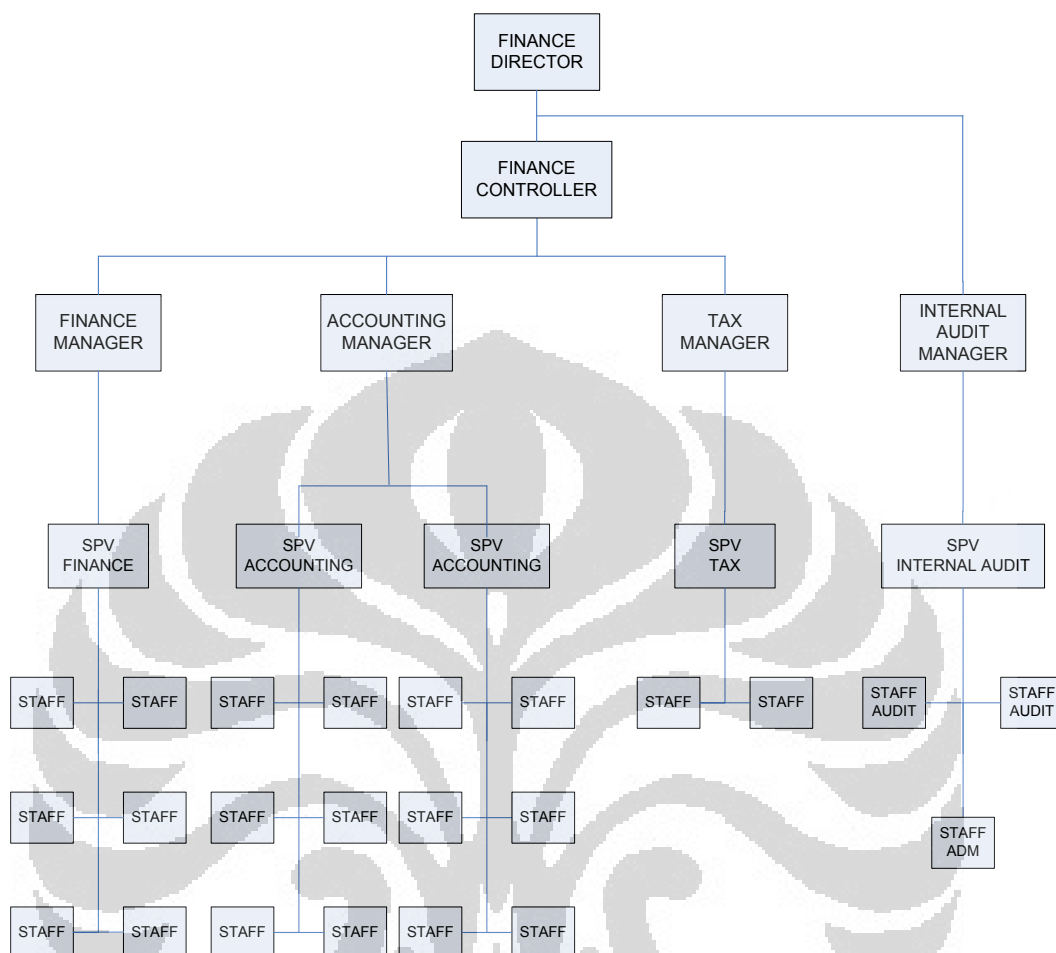 FINANCE
DIRECTOR
FINANCE
CONTROLLER
FINANCE
MANAGER
ACCOUNTING
MANAGER
TAX
MANAGER
INTERNAL
AUDIT
MANAGER
SPV
FINANCE
SPV
ACCOUNTING
SPV
ACCOUNTING
SPV
TAX
SPV
INTERNAL AUDIT
STAFF
STAFF
STAFF
STAFF
STAFF
STAFF
STAFF
STAFF
STAFF
AUDIT
STAFF
AUDIT
STAFF
STAFF
STAFF
STAFF
STAFF
STAFF
STAFF
ADM
STAFF
STAFF
STAFF
STAFF
STAFF
STAFF